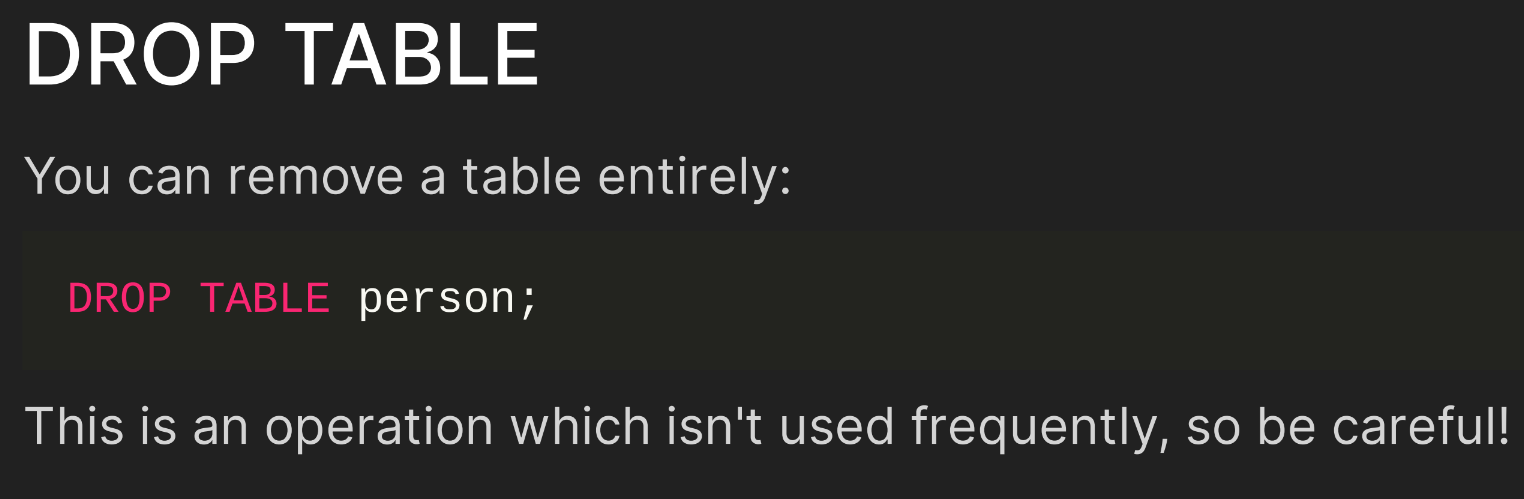 DROP TABLE
You can remove a table entirely:
DROP TABLE person;
This is an operation which isn't used frequently, so be careful!